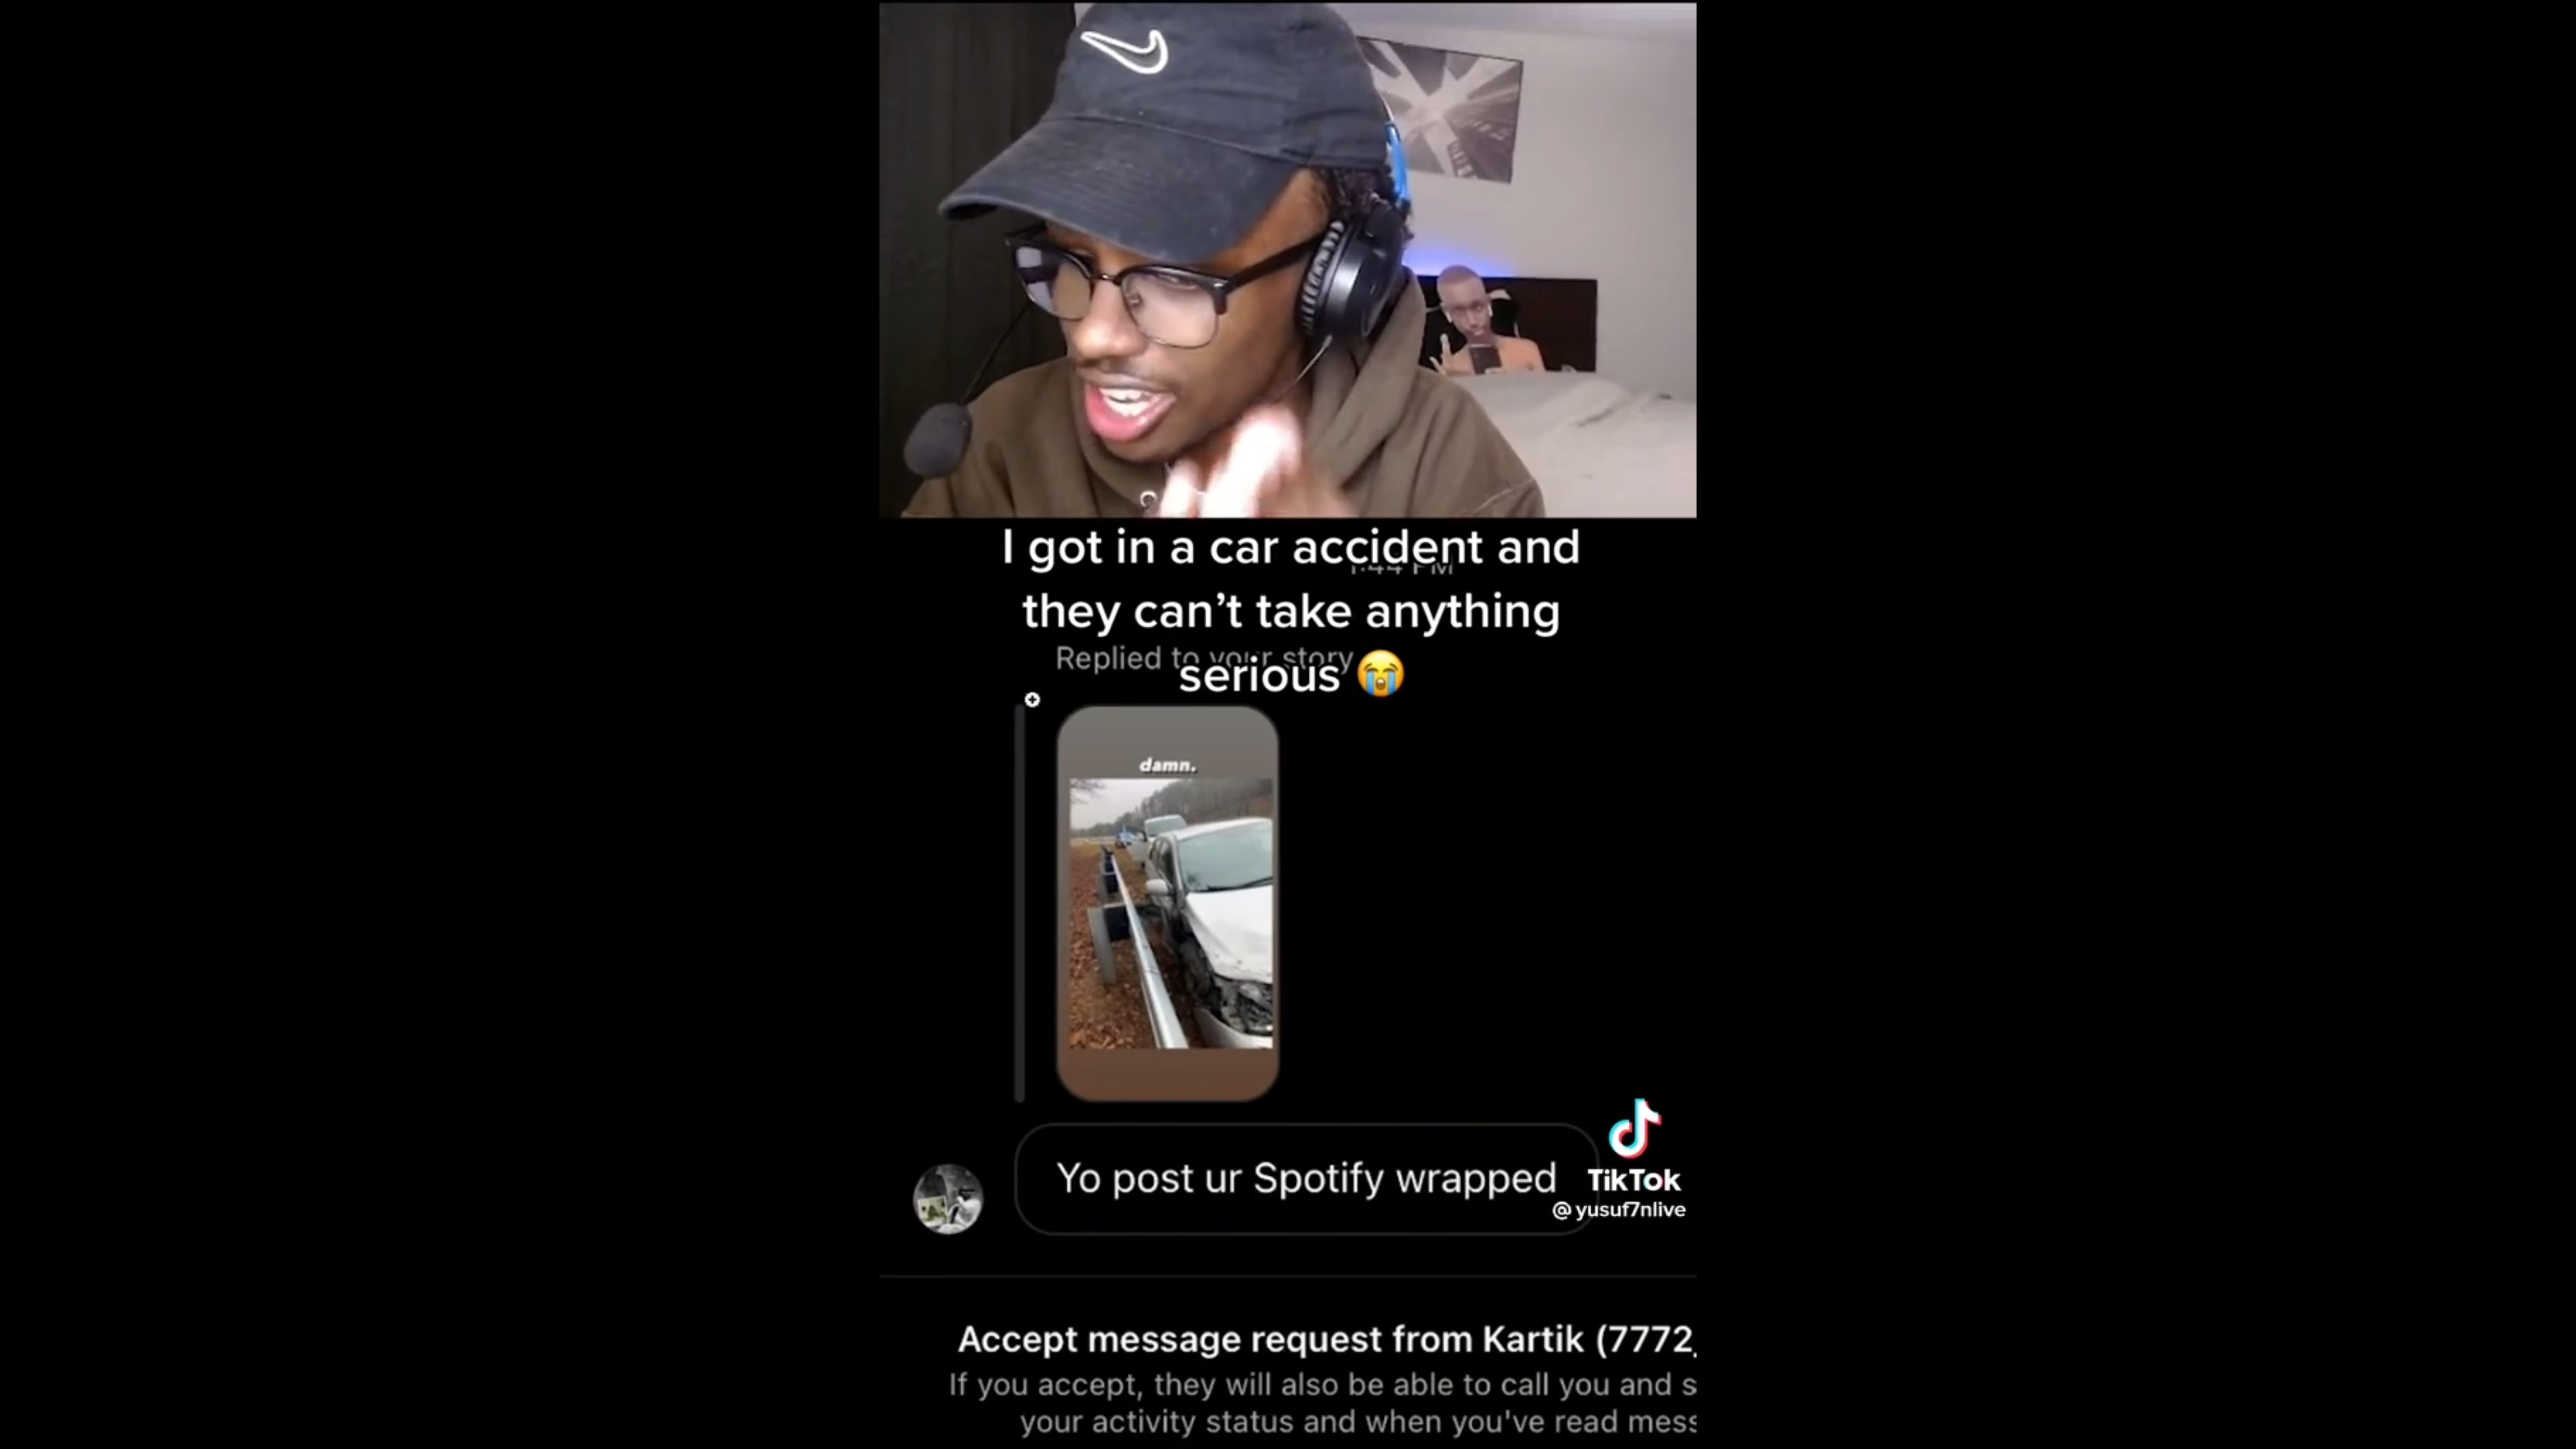 I got in a car accident and
they can’t take anything
serious 😭
Replied to your story
damn.
Yo post ur Spotify wrapped
TikTok
@yusuf7nlive
Accept message request from Kartik (7772_
If you accept, they will also be able to call you and s
your activity status and when you've read mess